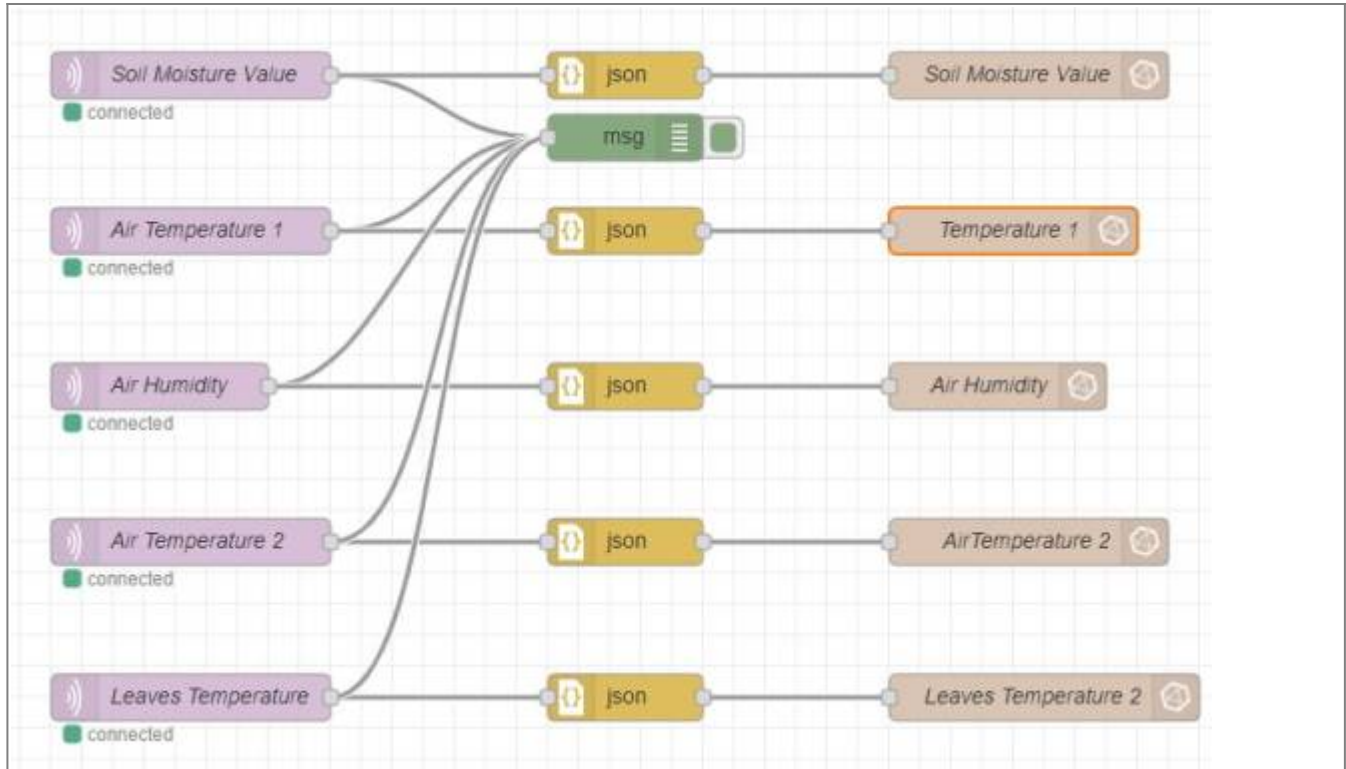 Soil Moisture Value json Soil Moisture Value
connected
msg
Air Temperature 1 json Temperature 1
connected
Air Humidity json Air Humidity
connected
Air Temperature 2 json AirTemperature 2
connected
Leaves Temperature json Leaves Temperature 2
connected